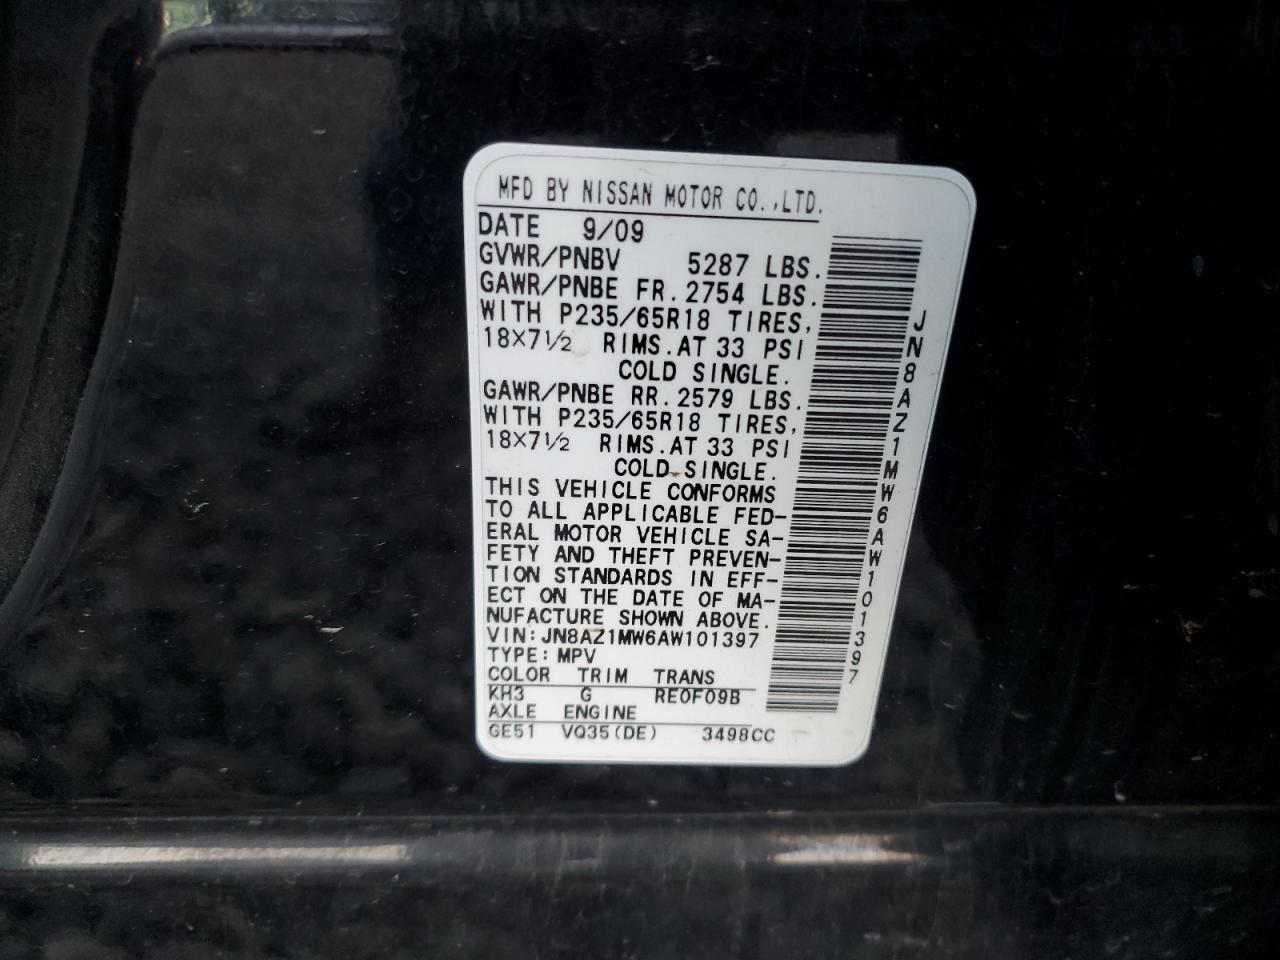 MFD BY NISSAN MOTOR CO.,LTD.
DATE 9/09
GVWR/PNBV 5287 LBS.
GAWR/PNBE FR.2754 LBS.
WITH P235/65R18 TIRES,
18×7½ RIMS.AT 33 PSI
COLD SINGLE.
GAWR/PNBE RR.2579 LBS.
WITH P235/65R18 TIRES,
18×7½ RIMS.AT 33 PSI
COLD SINGLE.
THIS VEHICLE CONFORMS
TO ALL APPLICABLE FED-
ERAL MOTOR VEHICLE SA-
FETY AND THEFT PREVEN-
TION STANDARDS IN EFF-
ECT ON THE DATE OF MA-
NUFACTURE SHOWN ABOVE.
VIN:JN8AZ1MW6AW101397
TYPE:MPV
COLOR TRIM TRANS
KH3 G RE0F09B
AXLE ENGINE
GE51 VQ35(DE) 3498CC
JN8AZ1MW6AW101397